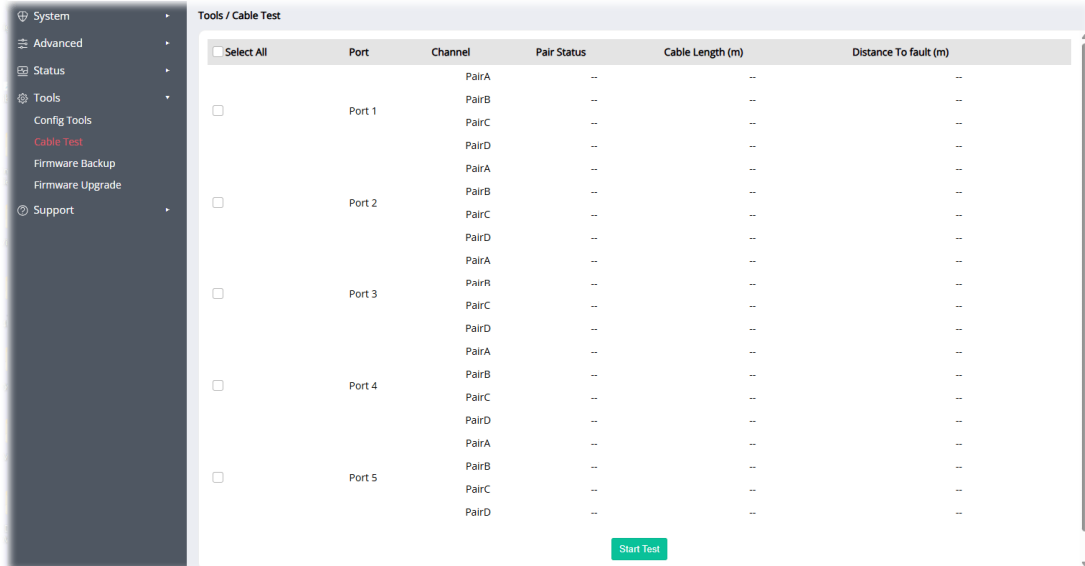 System
Advanced
Status
Tools
Config Tools
Cable Test
Firmware Backup
Firmware Upgrade
Support
Tools / Cable Test
Select All Port Channel Pair Status Cable Length (m) Distance To fault (m)
Port 1
PairA -- -- --
PairB -- -- --
PairC -- -- --
PairD -- -- --
Port 2
PairA -- -- --
PairB -- -- --
PairC -- -- --
PairD -- -- --
Port 3
PairA -- -- --
PairB -- -- --
PairC -- -- --
PairD -- -- --
Port 4
PairA -- -- --
PairB -- -- --
PairC -- -- --
PairD -- -- --
Port 5
PairA -- -- --
PairB -- -- --
PairC -- -- --
PairD -- -- --
Start Test